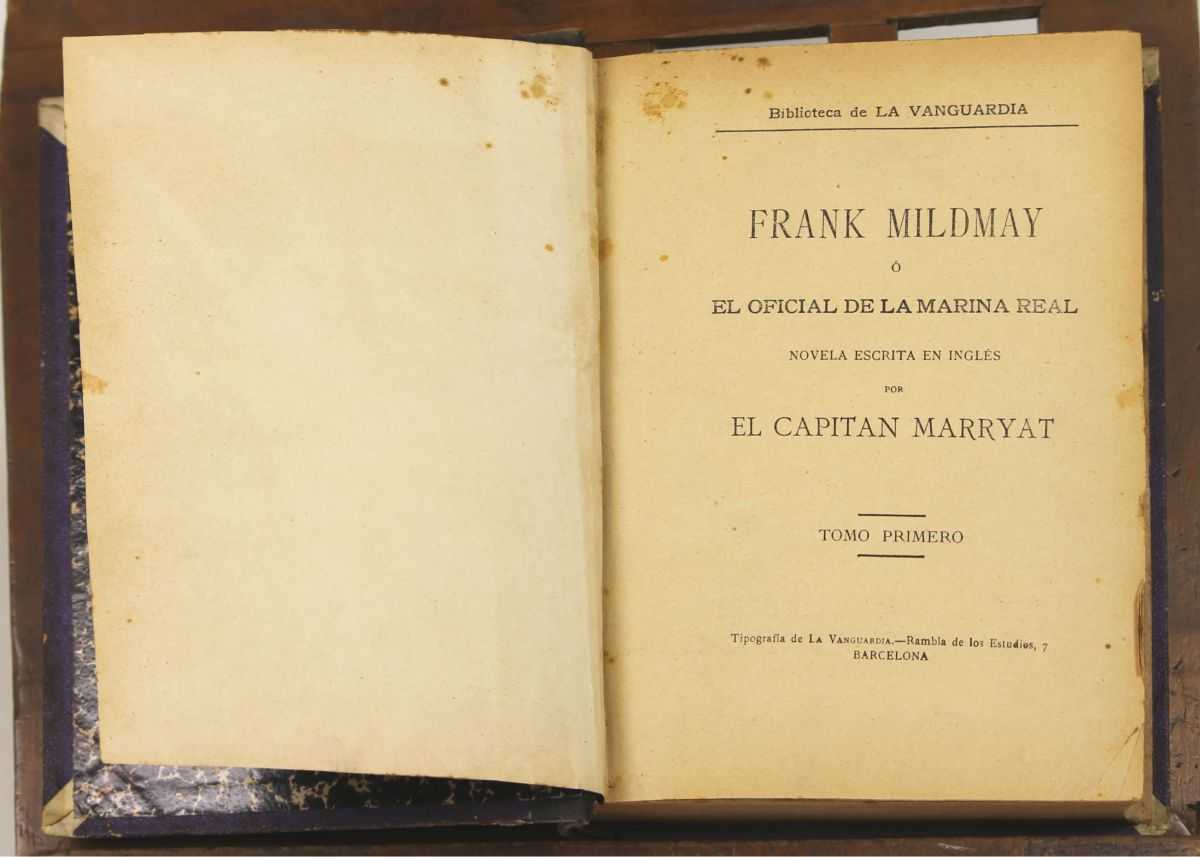 Biblioteca de LA VANGUARDIA
FRANK MILDMAY
Ó
EL OFICIAL DE LA MARINA REAL
NOVELA ESCRITA EN INGLÉS
POR
EL CAPITAN MARRYAT
TOMO PRIMERO
Tipografía de LA VANGUARDIA.—Rambla de los Estudios, 7
BARCELONA